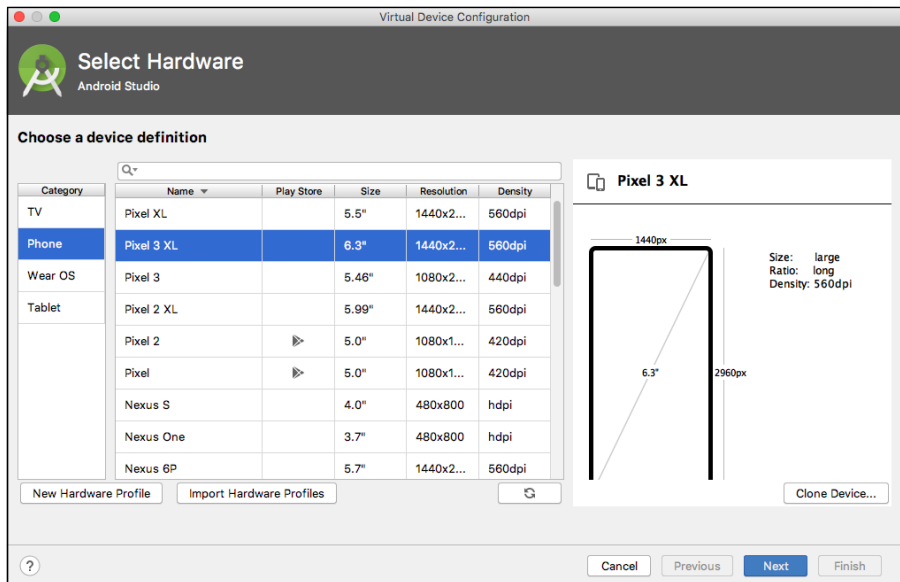 Virtual Device Configuration
Select Hardware
Android Studio
Choose a device definition
Category
TV
Phone
Wear OS
Tablet
Name Play Store Size Resolution Density
Pixel XL 5.5" 1440x2... 560dpi
Pixel 3 XL 6.3" 1440x2... 560dpi
Pixel 3 5.46" 1080x2... 440dpi
Pixel 2 XL 5.99" 1440x2... 560dpi
Pixel 2 5.0" 1080x1... 420dpi
Pixel 5.0" 1080x1... 420dpi
Nexus S 4.0" 480x800 hdpi
Nexus One 3.7" 480x800 hdpi
Nexus 6P 5.7" 1440x2... 560dpi
New Hardware Profile Import Hardware Profiles
Pixel 3 XL
1440px
Size: large
Ratio: long
Density: 560dpi
6.3" 2960px
Clone Device...
? Cancel Previous Next Finish